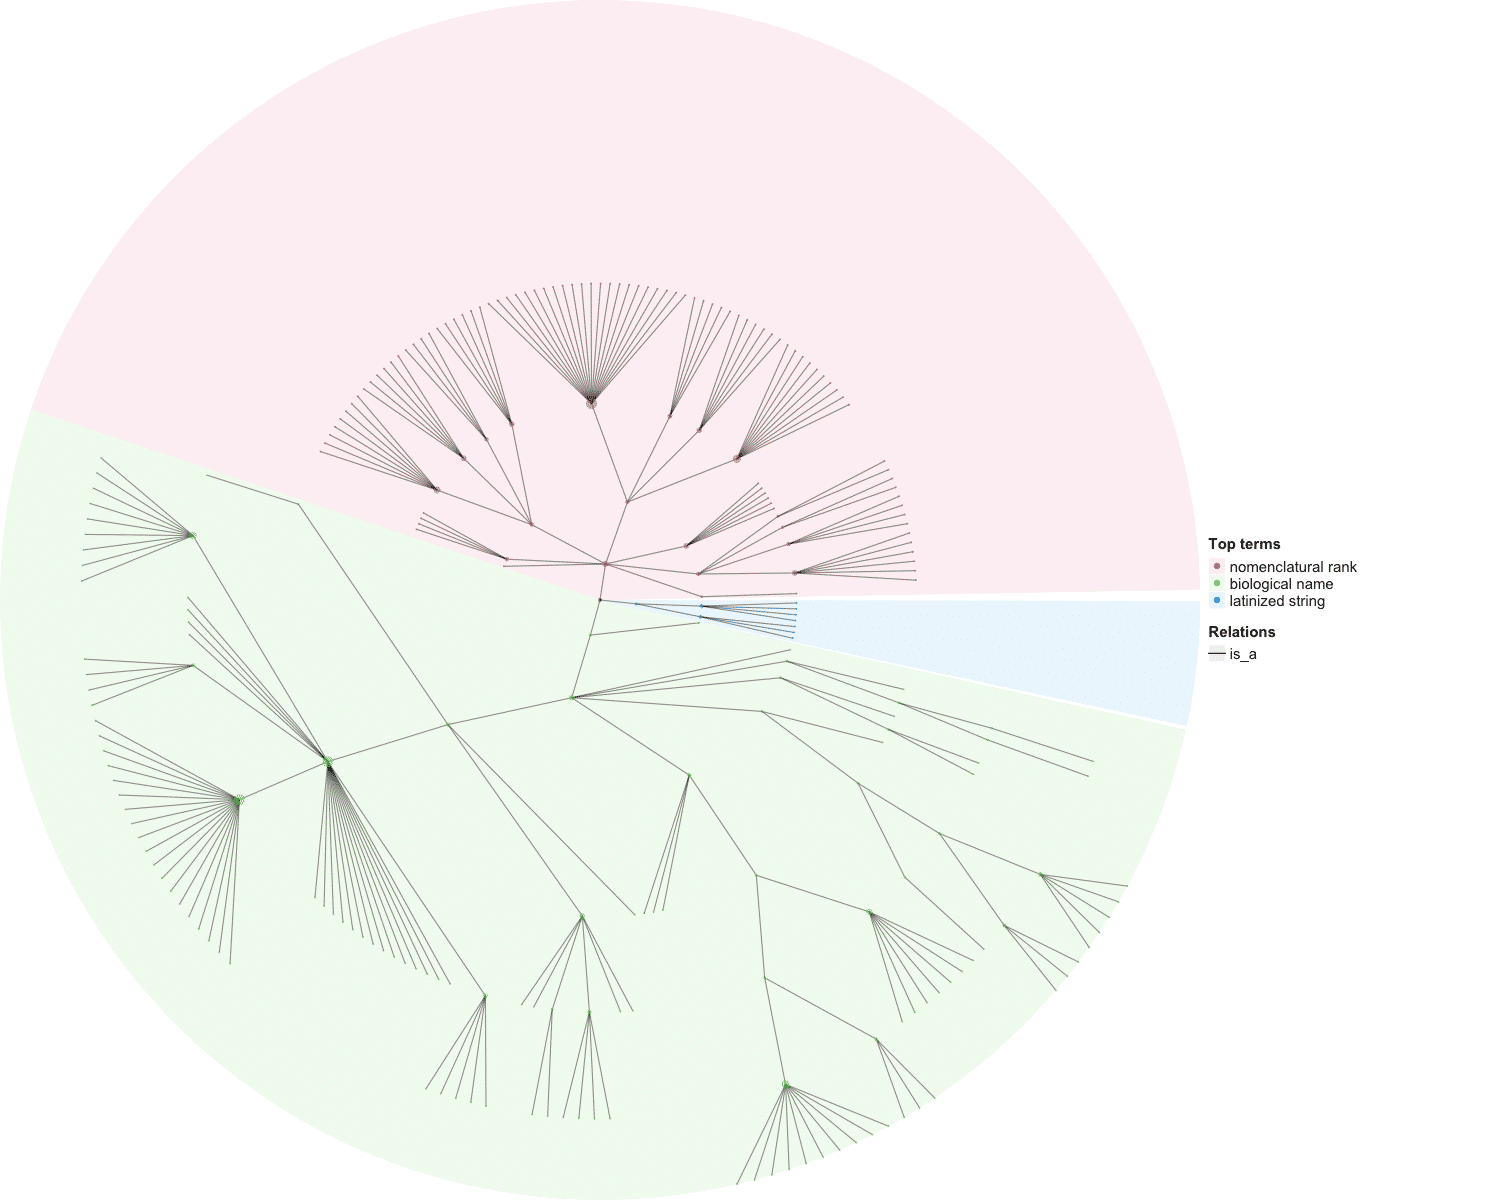 Top terms
nomenclatural rank
biological name
latinized string
Relations
is_a